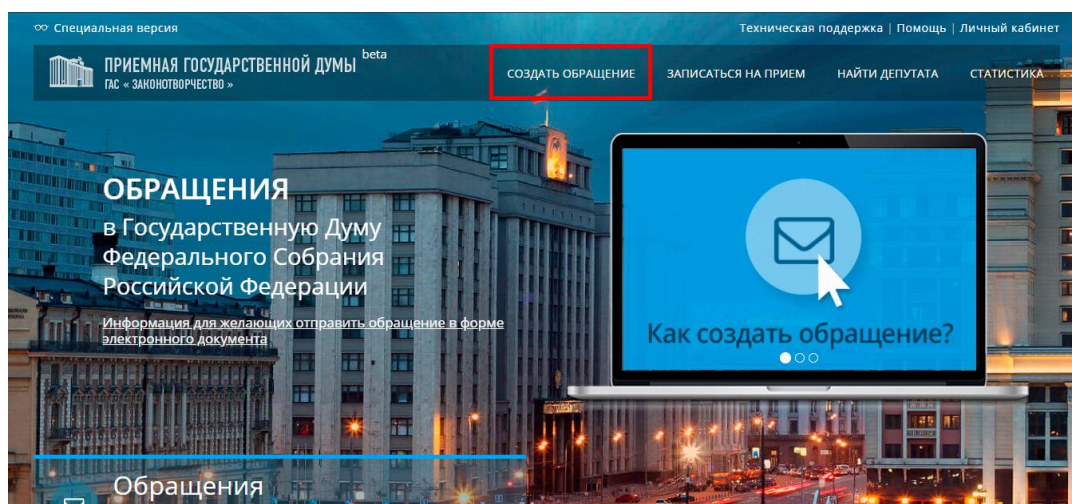 Специальная версия
Техническая поддержка | Помощь | Личный кабинет
ПРИЕМНАЯ ГОСУДАРСТВЕННОЙ ДУМЫ beta
ГАС « ЗАКОНОТВОРЧЕСТВО »
СОЗДАТЬ ОБРАЩЕНИЕ
ЗАПИСАТЬСЯ НА ПРИЕМ
НАЙТИ ДЕПУТАТА
СТАТИСТИКА
ОБРАЩЕНИЯ
в Государственную Думу
Федерального Собрания
Российской Федерации
Информация для желающих отправить обращение в форме
электронного документа
Как создать обращение?
Обращения